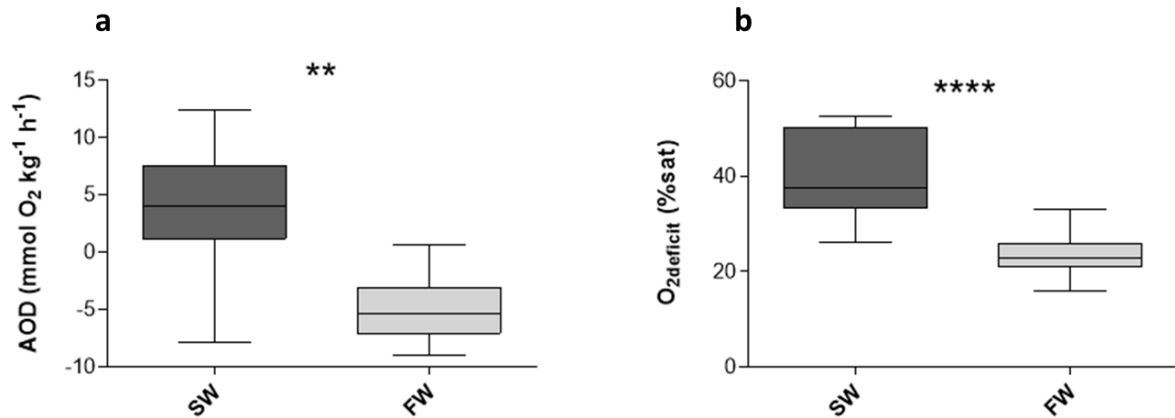 a
AOD (mmol O₂ kg⁻¹ h⁻¹)
15
10
5
0
-5
-10
**
SW
FW
b
O₂deficit (%sat)
60
40
20
0
****
SW
FW